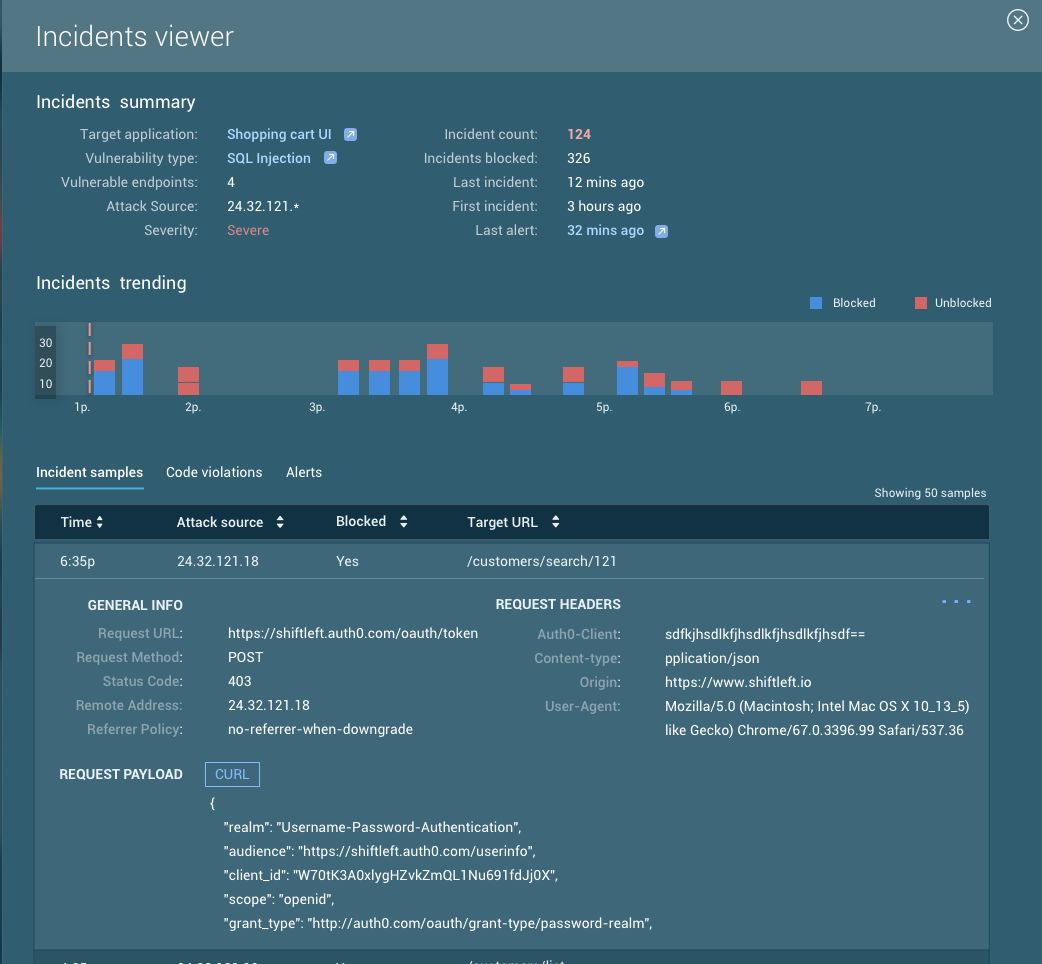 Incidents viewer
Incidents summary
Target application: Shopping cart UI Incident count: 124
Vulnerability type: SQL Injection Incidents blocked: 326
Vulnerable endpoints: 4 Last incident: 12 mins ago
Attack Source: 24.32.121.* First incident: 3 hours ago
Severity: Severe Last alert: 32 mins ago
Incidents trending
Blocked Unblocked
30
20
10
1p. 2p. 3p. 4p. 5p. 6p. 7p.
Incident samples Code violations Alerts
Showing 50 samples
Time Attack source Blocked Target URL
6:35p 24.32.121.18 Yes /customers/search/121
GENERAL INFO REQUEST HEADERS
Request URL: https://shiftleft.auth0.com/oauth/token Auth0-Client: sdfkjhsdlkfjhsdlkfjhsdlkfjhsdf==
Request Method: POST Content-type: pplication/json
Status Code: 403 Origin: https://www.shiftleft.io
Remote Address: 24.32.121.18 User-Agent: Mozilla/5.0 (Macintosh; Intel Mac OS X 10_13_5)
Referrer Policy: no-referrer-when-downgrade like Gecko) Chrome/67.0.3396.99 Safari/537.36
REQUEST PAYLOAD CURL
{
"realm": "Username-Password-Authentication",
"audience": "https://shiftleft.auth0.com/userinfo",
"client_id": "W70tK3A0xlygHZvkZmQL1Nu691fdJj0X",
"scope": "openid",
"grant_type": "http://auth0.com/oauth/grant-type/password-realm",